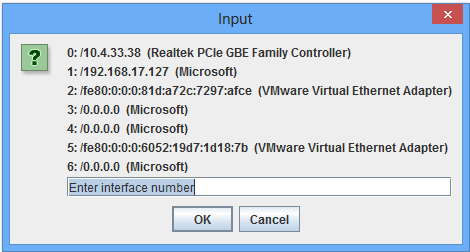 Input
0: /10.4.33.38 (Realtek PCIe GBE Family Controller)
1: /192.168.17.127 (Microsoft)
2: /fe80:0:0:0:81d:a72c:7297:afce (VMware Virtual Ethernet Adapter)
3: /0.0.0.0 (Microsoft)
4: /0.0.0.0 (Microsoft)
5: /fe80:0:0:0:6052:19d7:1d18:7b (VMware Virtual Ethernet Adapter)
6: /0.0.0.0 (Microsoft)
Enter interface number
OK Cancel